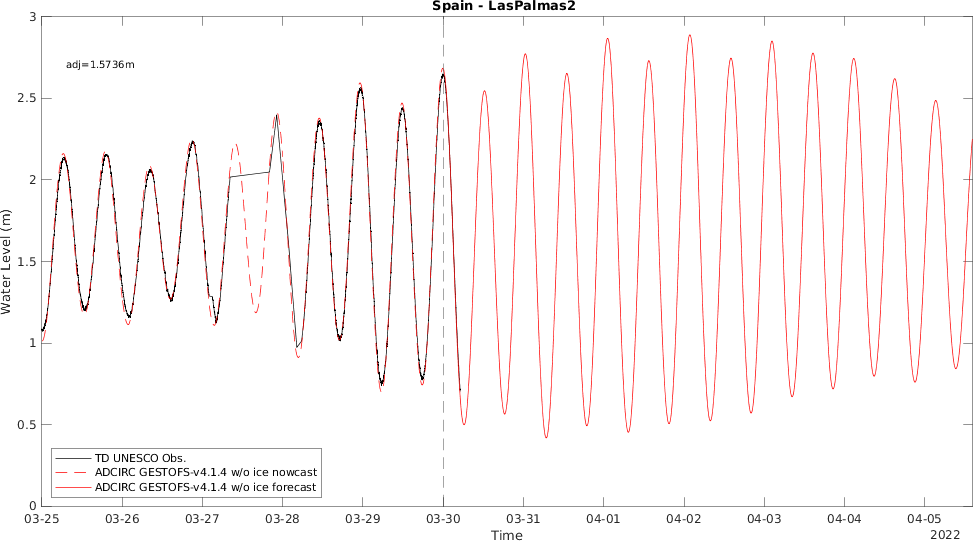 Spain - LasPalmas2
adj=1.5736m
3
2.5
2
1.5
1
0.5
0
Water Level (m)
TD UNESCO Obs.
ADCIRC GESTOFS-v4.1.4 w/o ice nowcast
ADCIRC GESTOFS-v4.1.4 w/o ice forecast
03-25 03-26 03-27 03-28 03-29 03-30 03-31 04-01 04-02 04-03 04-04 04-05
Time
2022